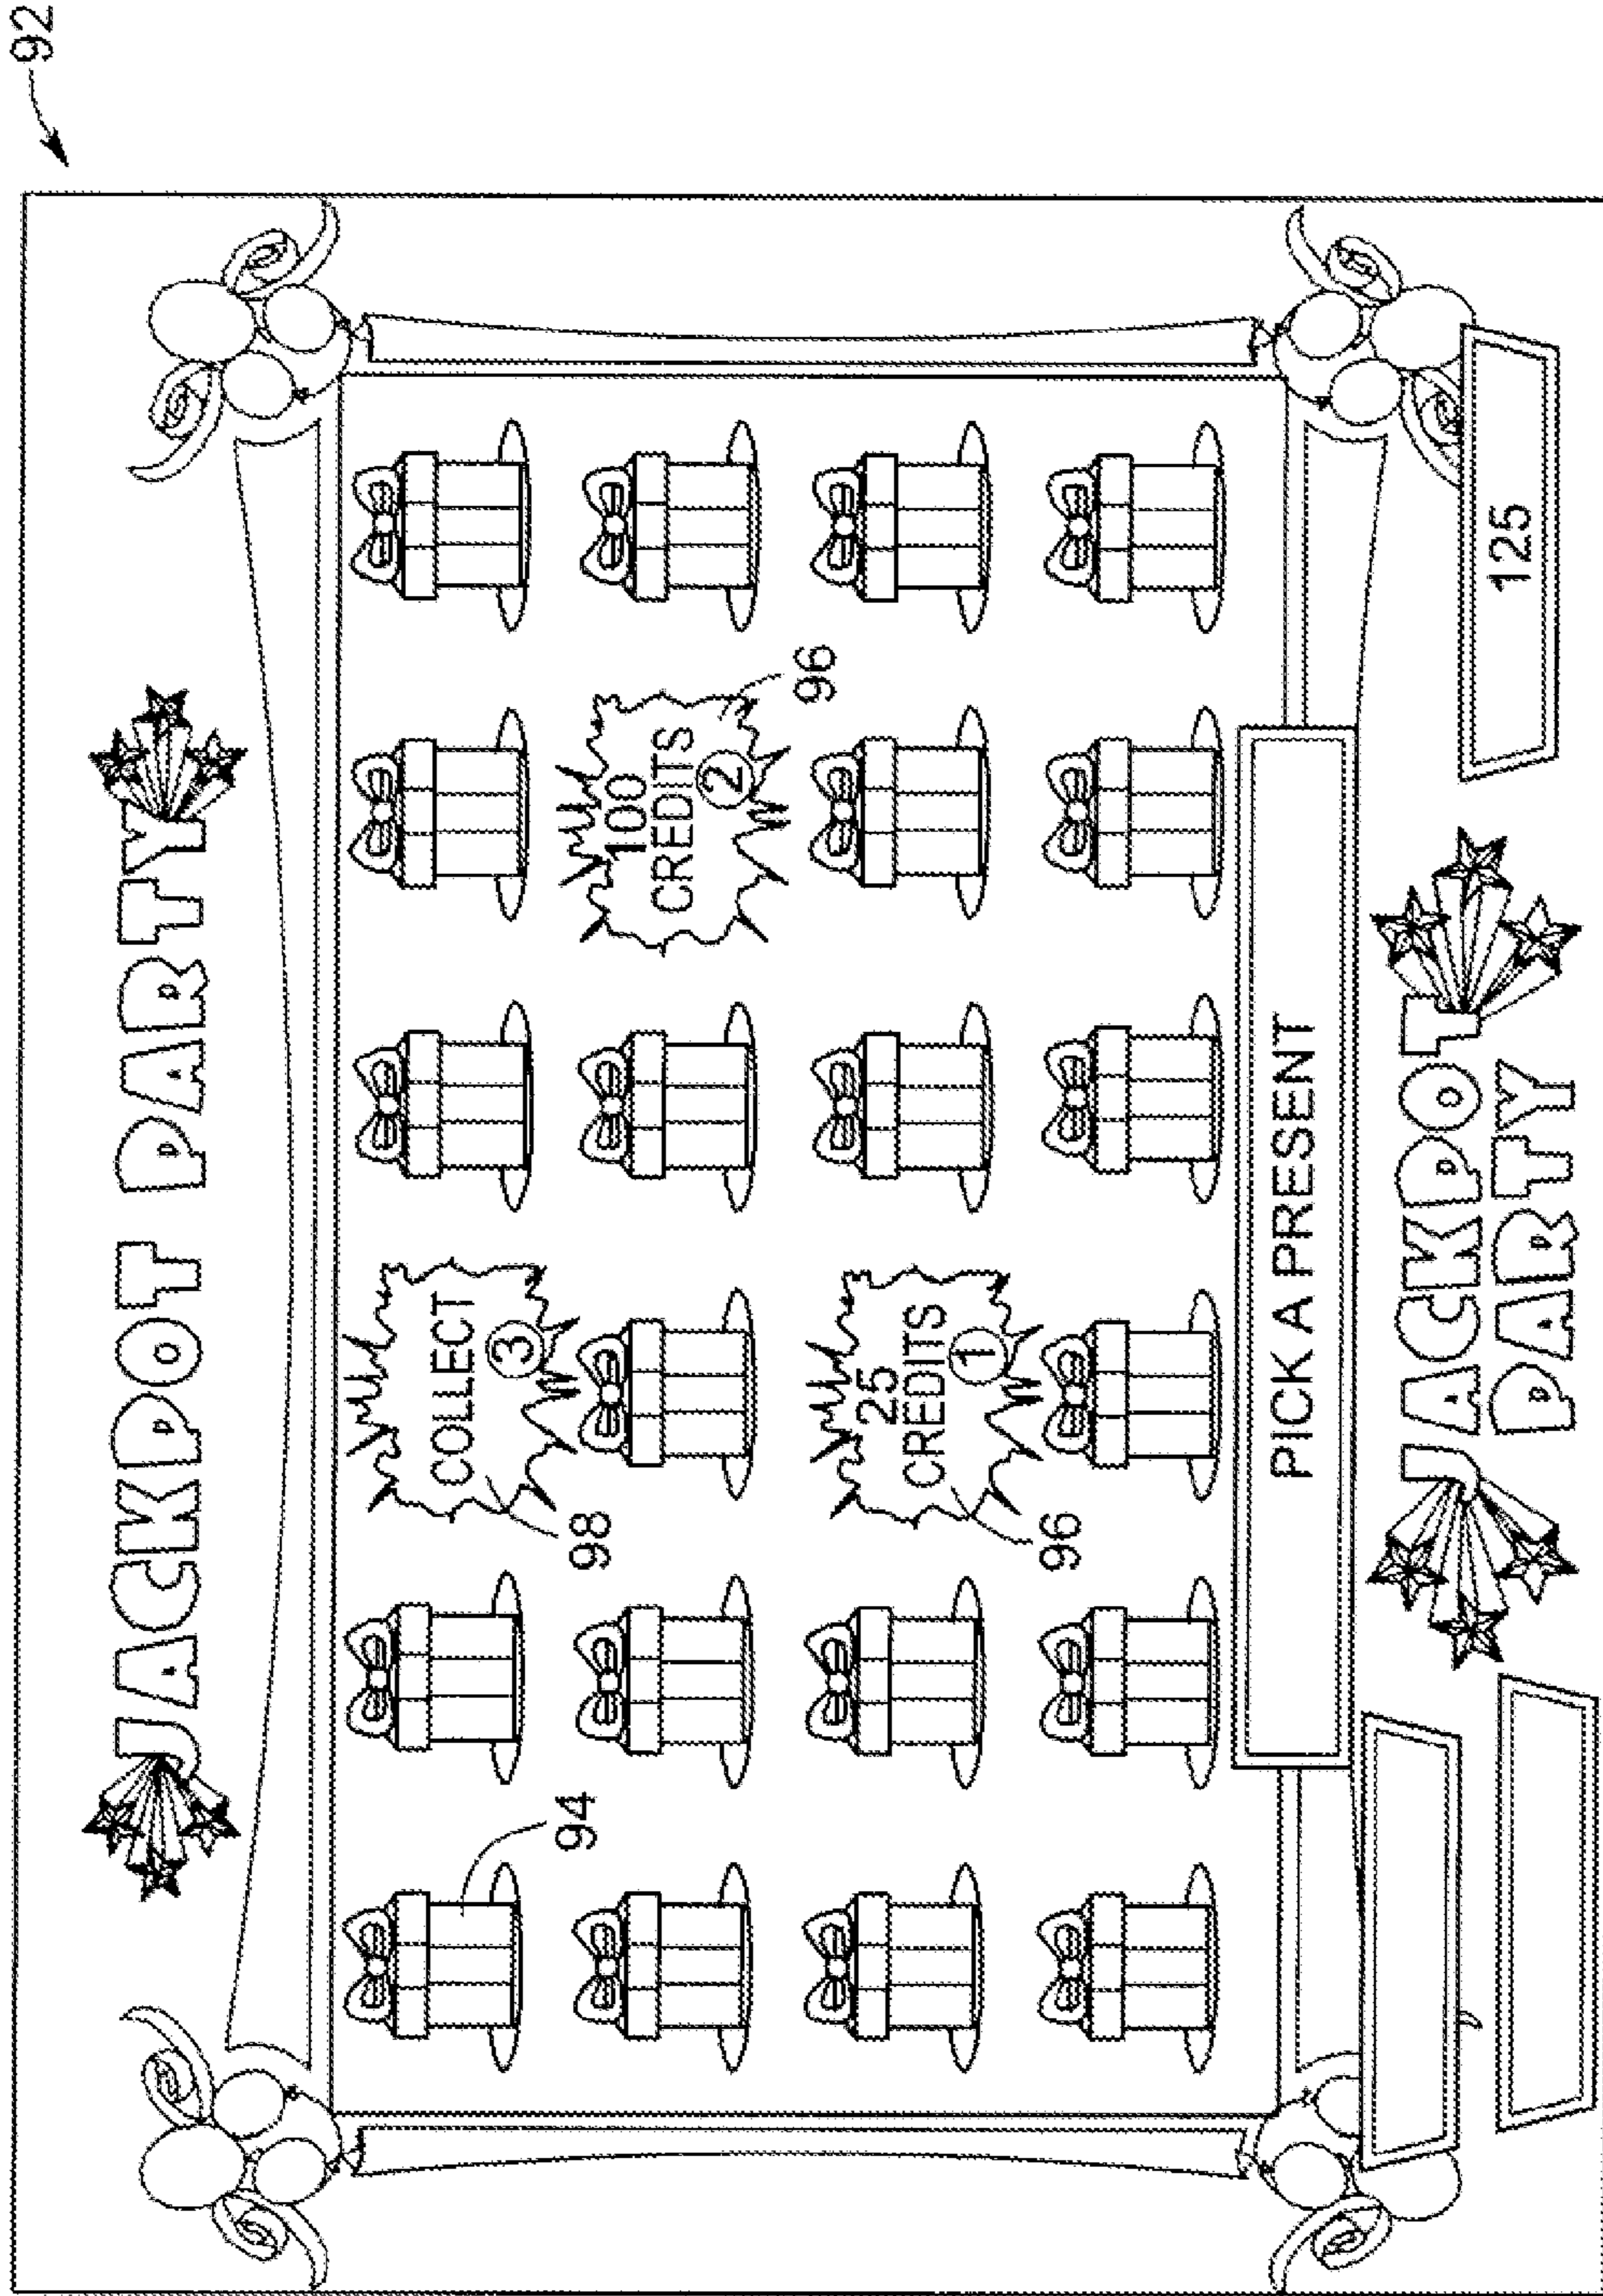 92
JACKPOT PARTY
94
COLLECT
3
98
100
CREDITS
2
96
25
CREDITS
1
96
PICK A PRESENT
JACKPOT
PARTY
125